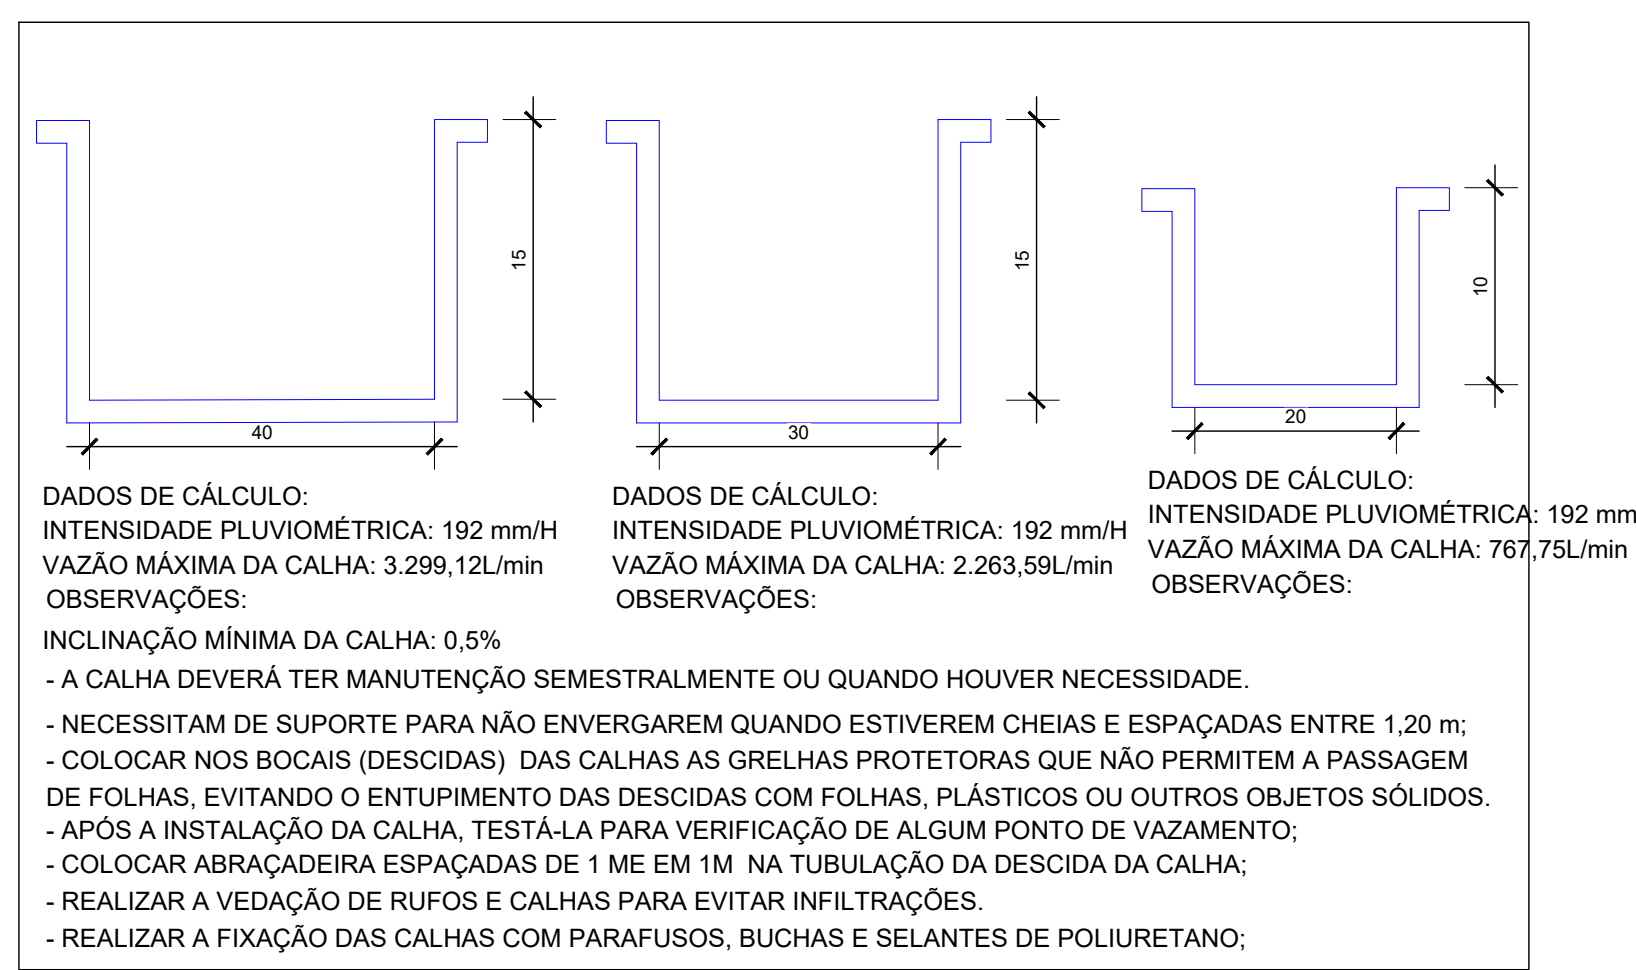 15
40
DADOS DE CÁLCULO:
INTENSIDADE PLUVIOMÉTRICA: 192 mm/H
VAZÃO MÁXIMA DA CALHA: 3.299,12L/min
OBSERVAÇÕES:
15
30
DADOS DE CÁLCULO:
INTENSIDADE PLUVIOMÉTRICA: 192 mm/H
VAZÃO MÁXIMA DA CALHA: 2.263,59L/min
OBSERVAÇÕES:
10
20
DADOS DE CÁLCULO:
INTENSIDADE PLUVIOMÉTRICA: 192 mm
VAZÃO MÁXIMA DA CALHA: 767,75L/min
OBSERVAÇÕES:
INCLINAÇÃO MÍNIMA DA CALHA: 0,5%
- A CALHA DEVERÁ TER MANUTENÇÃO SEMESTRALMENTE OU QUANDO HOUVER NECESSIDADE.
- NECESSITAM DE SUPORTE PARA NÃO ENVERGAREM QUANDO ESTIVEREM CHEIAS E ESPAÇADAS ENTRE 1,20 m;
- COLOCAR NOS BOCAIS (DESCIDAS) DAS CALHAS AS GRELHAS PROTETORAS QUE NÃO PERMITEM A PASSAGEM
DE FOLHAS, EVITANDO O ENTUPIMENTO DAS DESCIDAS COM FOLHAS, PLÁSTICOS OU OUTROS OBJETOS SÓLIDOS.
- APÓS A INSTALAÇÃO DA CALHA, TESTÁ-LA PARA VERIFICAÇÃO DE ALGUM PONTO DE VAZAMENTO;
- COLOCAR ABRAÇADEIRA ESPAÇADAS DE 1 ME EM 1M NA TUBULAÇÃO DA DESCIDA DA CALHA;
- REALIZAR A VEDAÇÃO DE RUFOS E CALHAS PARA EVITAR INFILTRAÇÕES.
- REALIZAR A FIXAÇÃO DAS CALHAS COM PARAFUSOS, BUCHAS E SELANTES DE POLIURETANO;